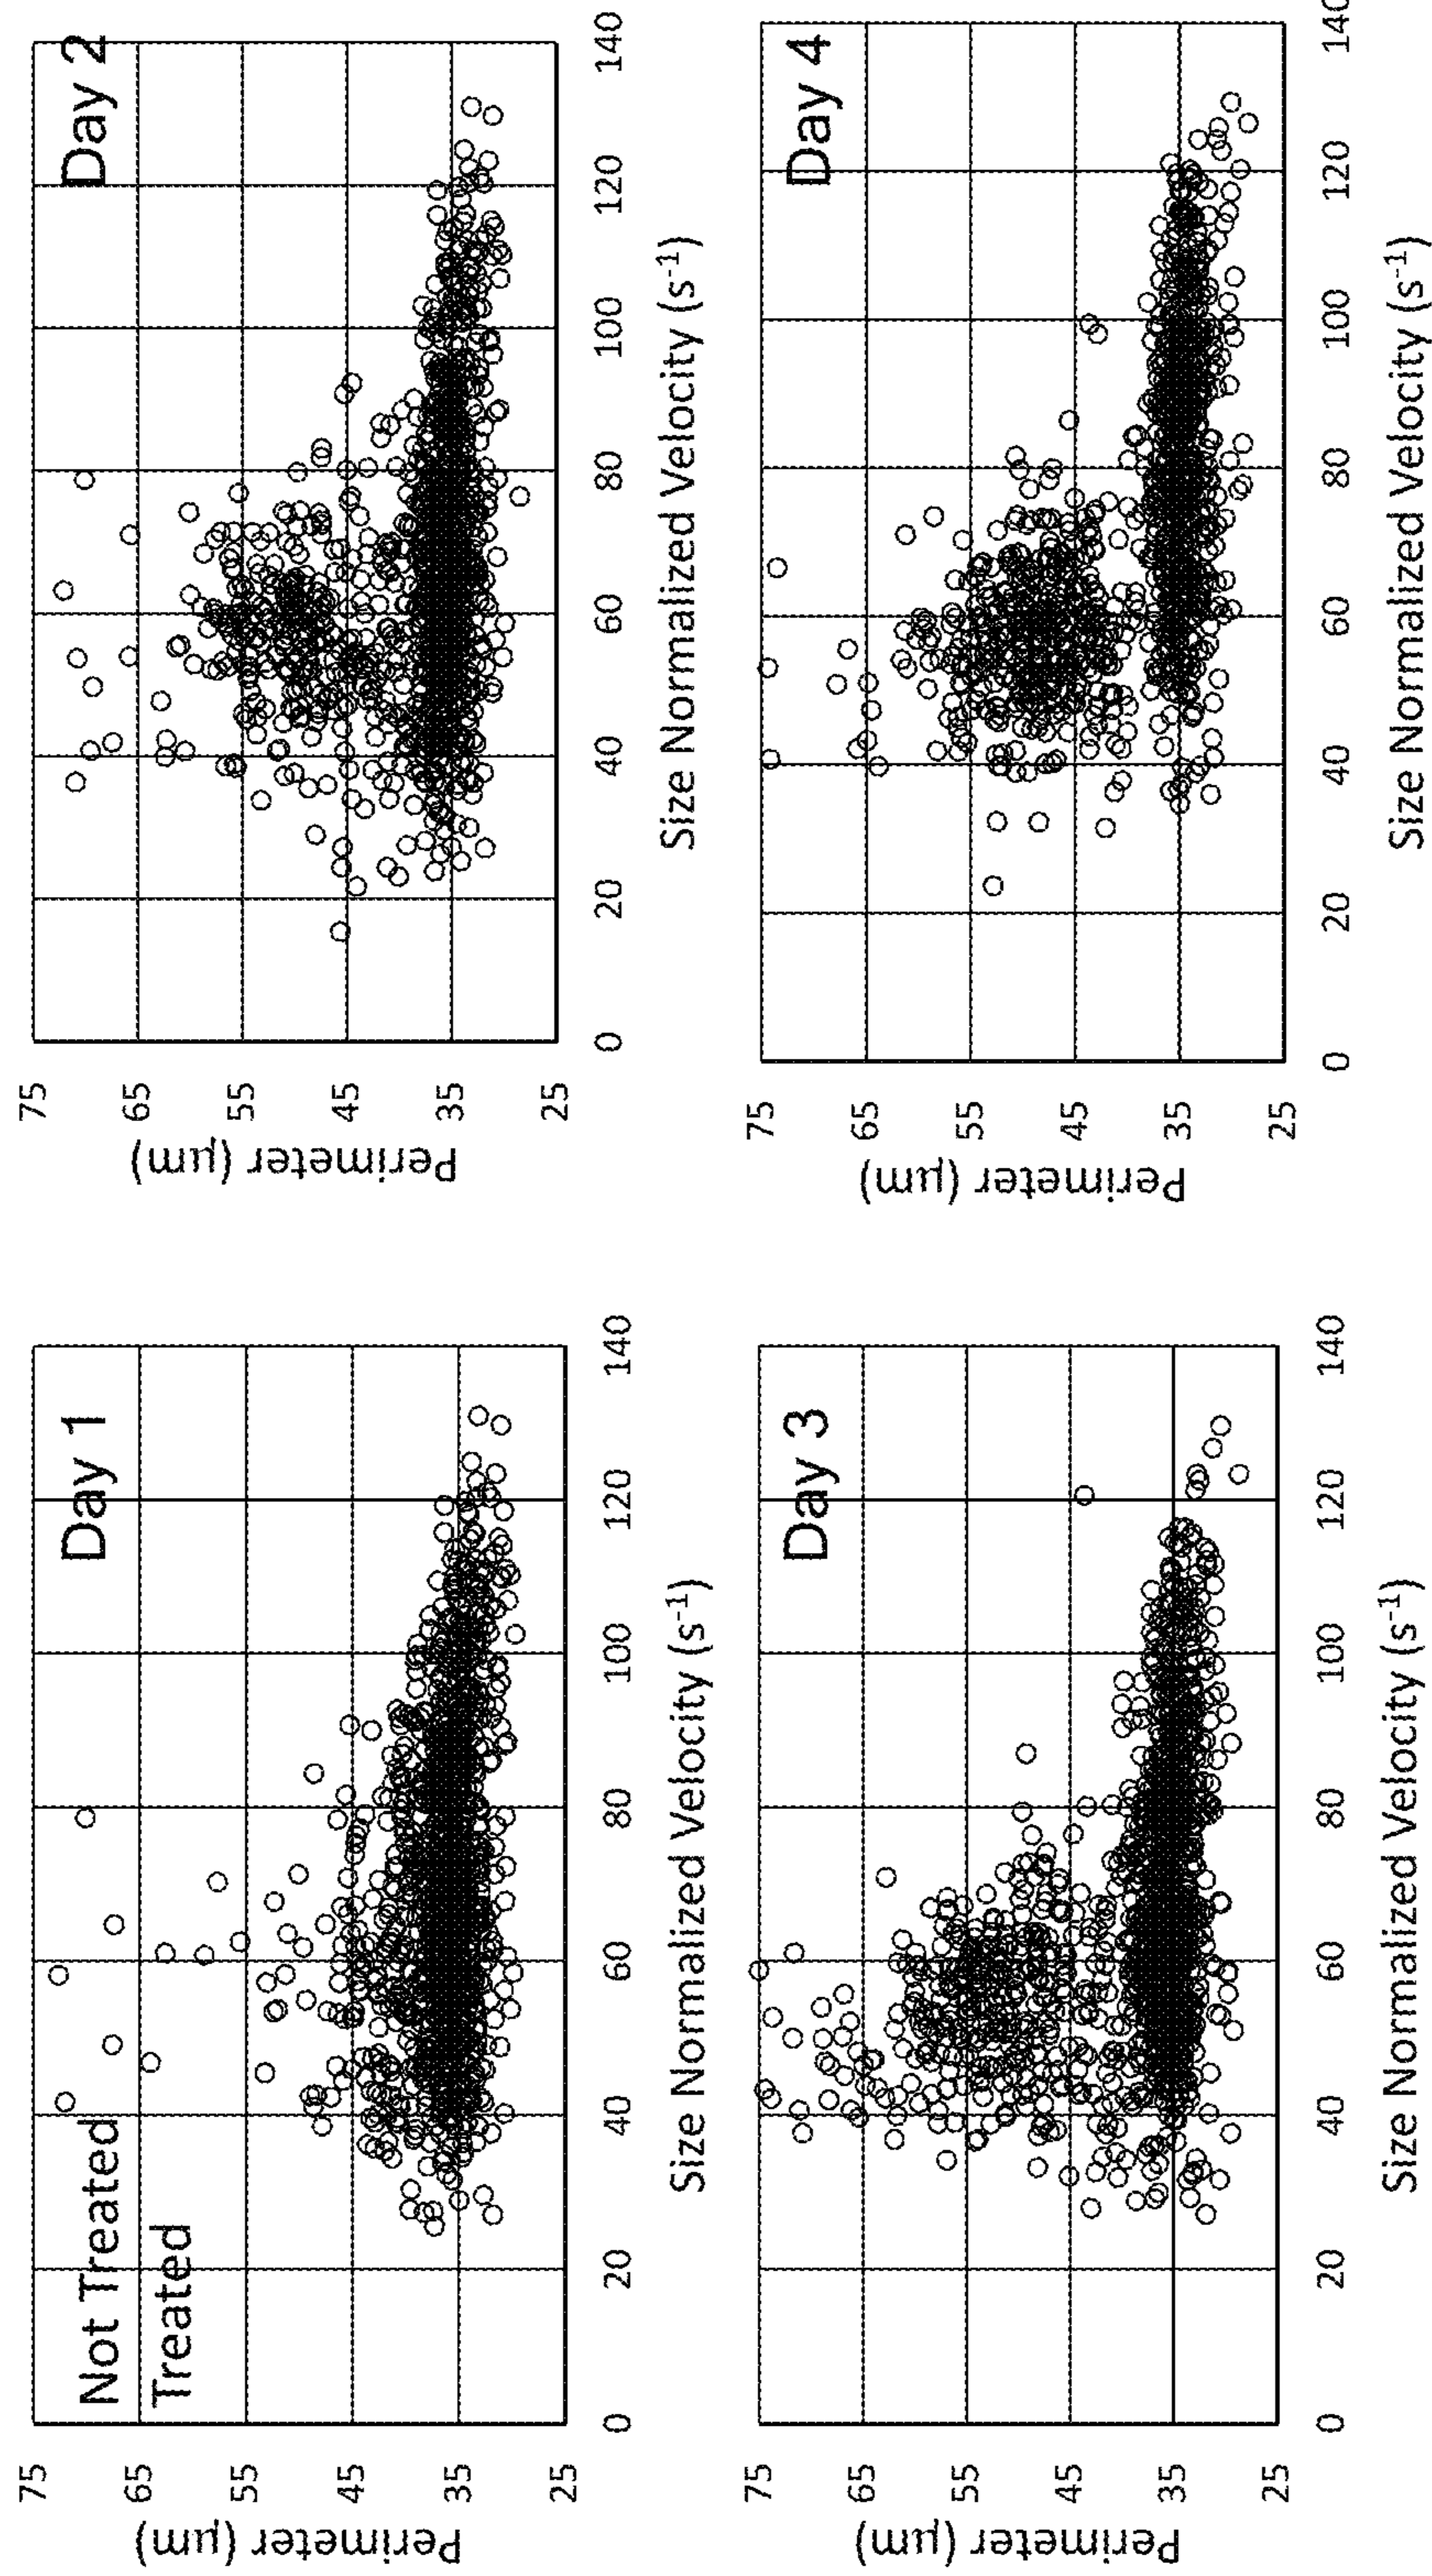 Not Treated
Treated
Day 1
75
65
55
45
35
25
Perimeter (µm)
0 20 40 60 80 100 120 140
Size Normalized Velocity (s⁻¹)
Day 2
75
65
55
45
35
25
Perimeter (µm)
0 20 40 60 80 100 120 140
Size Normalized Velocity (s⁻¹)
Day 3
75
65
55
45
35
25
Perimeter (µm)
0 20 40 60 80 100 120 140
Size Normalized Velocity (s⁻¹)
Day 4
75
65
55
45
35
25
Perimeter (µm)
0 20 40 60 80 100 120 140
Size Normalized Velocity (s⁻¹)